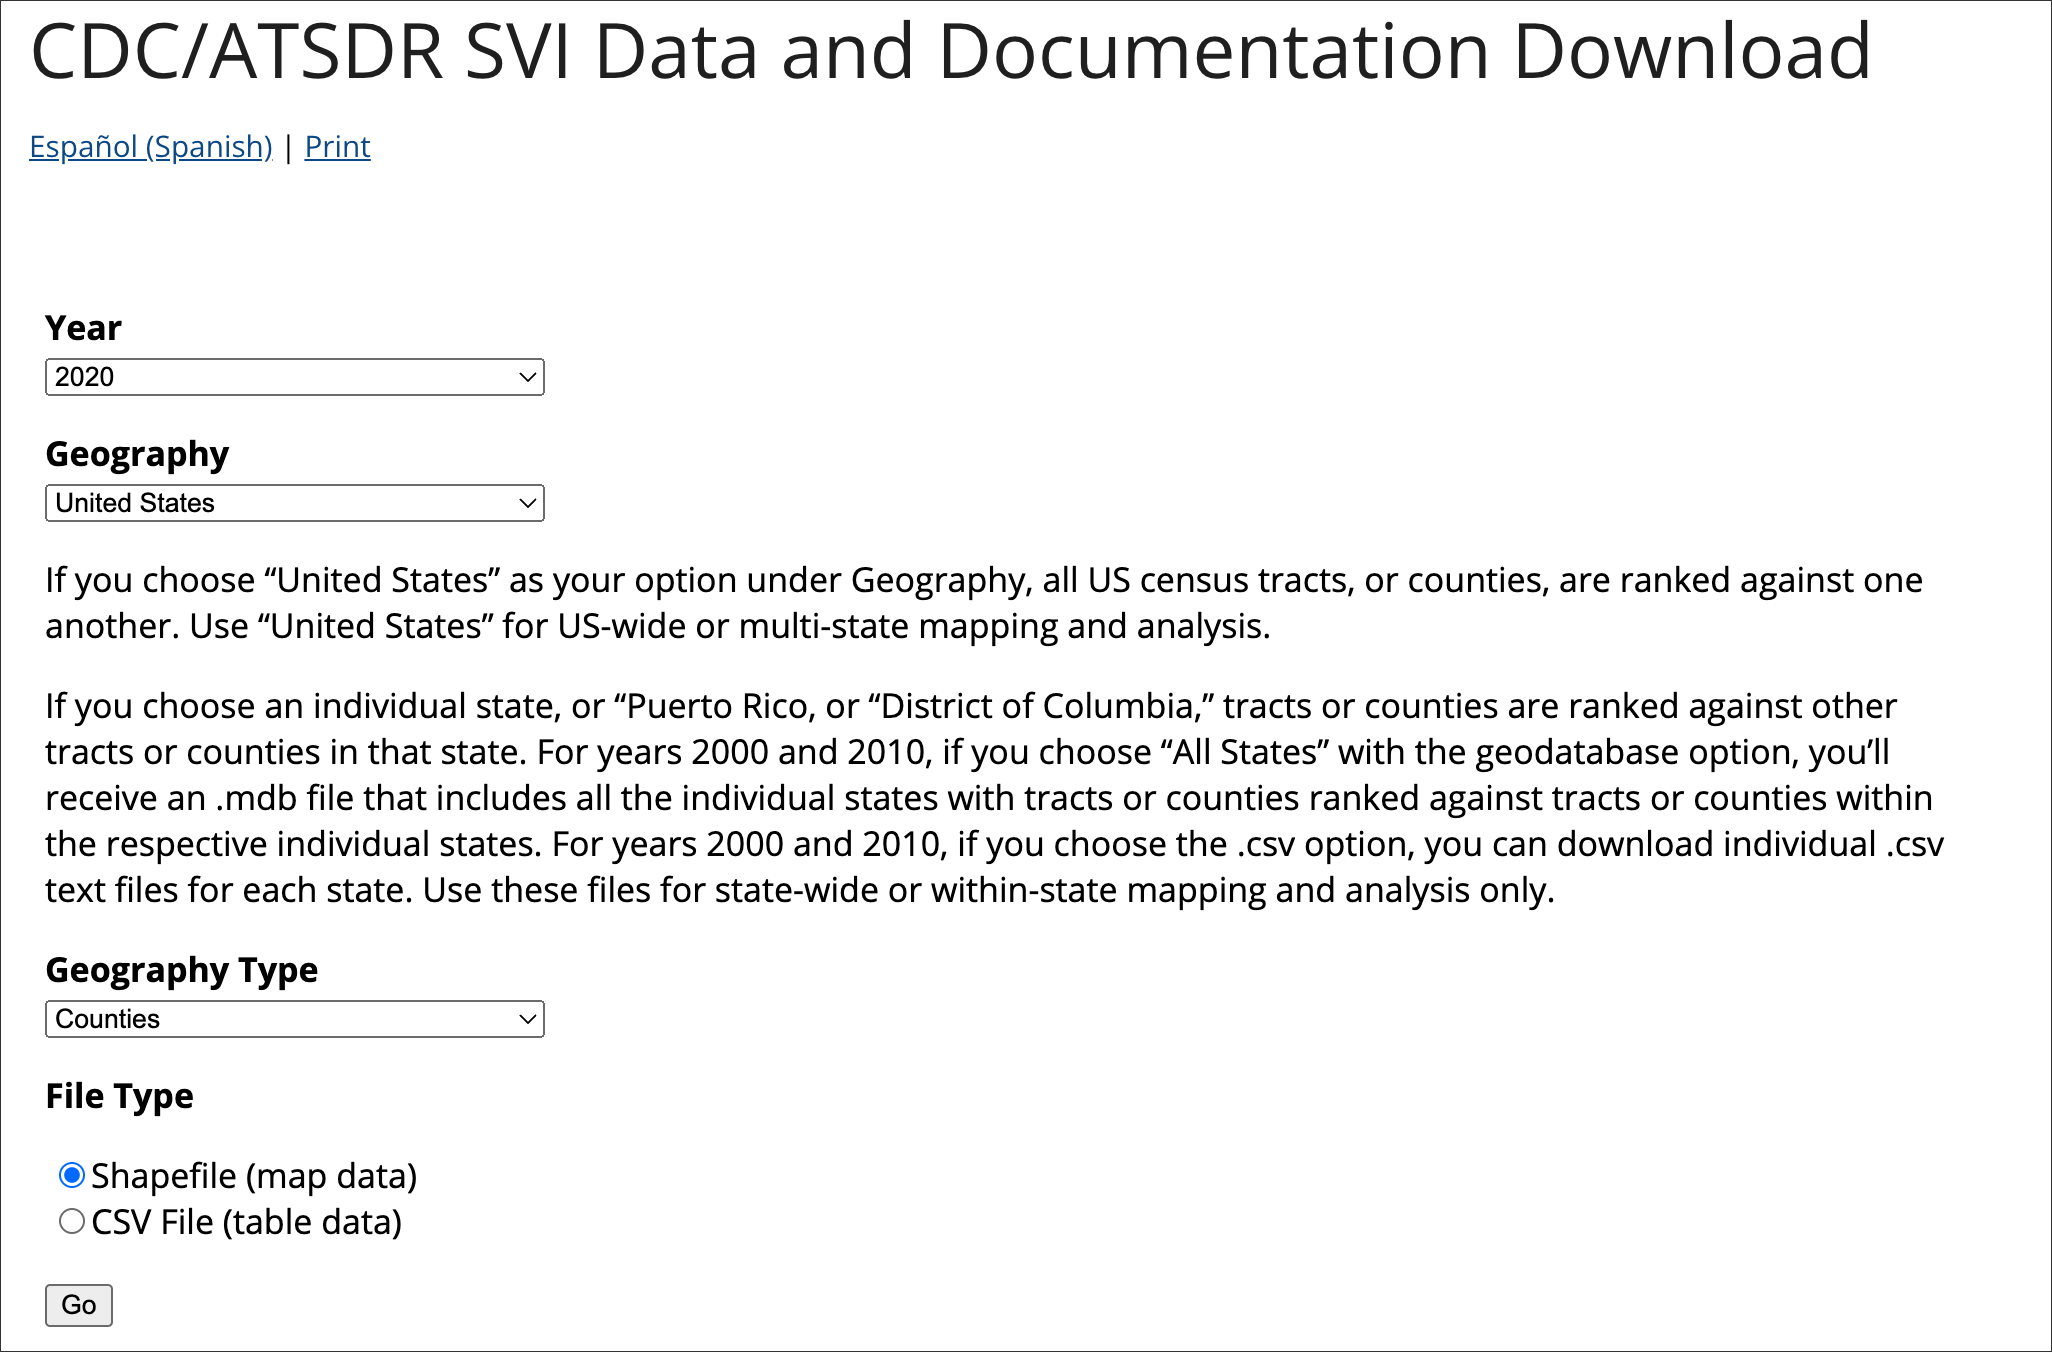 CDC/ATSDR SVI Data and Documentation Download
Español (Spanish) | Print
Year
2020
Geography
United States
If you choose “United States” as your option under Geography, all US census tracts, or counties, are ranked against one
another. Use “United States” for US-wide or multi-state mapping and analysis.
If you choose an individual state, or “Puerto Rico, or “District of Columbia,” tracts or counties are ranked against other
tracts or counties in that state. For years 2000 and 2010, if you choose “All States” with the geodatabase option, you’ll
receive an .mdb file that includes all the individual states with tracts or counties ranked against tracts or counties within
the respective individual states. For years 2000 and 2010, if you choose the .csv option, you can download individual .csv
text files for each state. Use these files for state-wide or within-state mapping and analysis only.
Geography Type
Counties
File Type
Shapefile (map data)
CSV File (table data)
Go